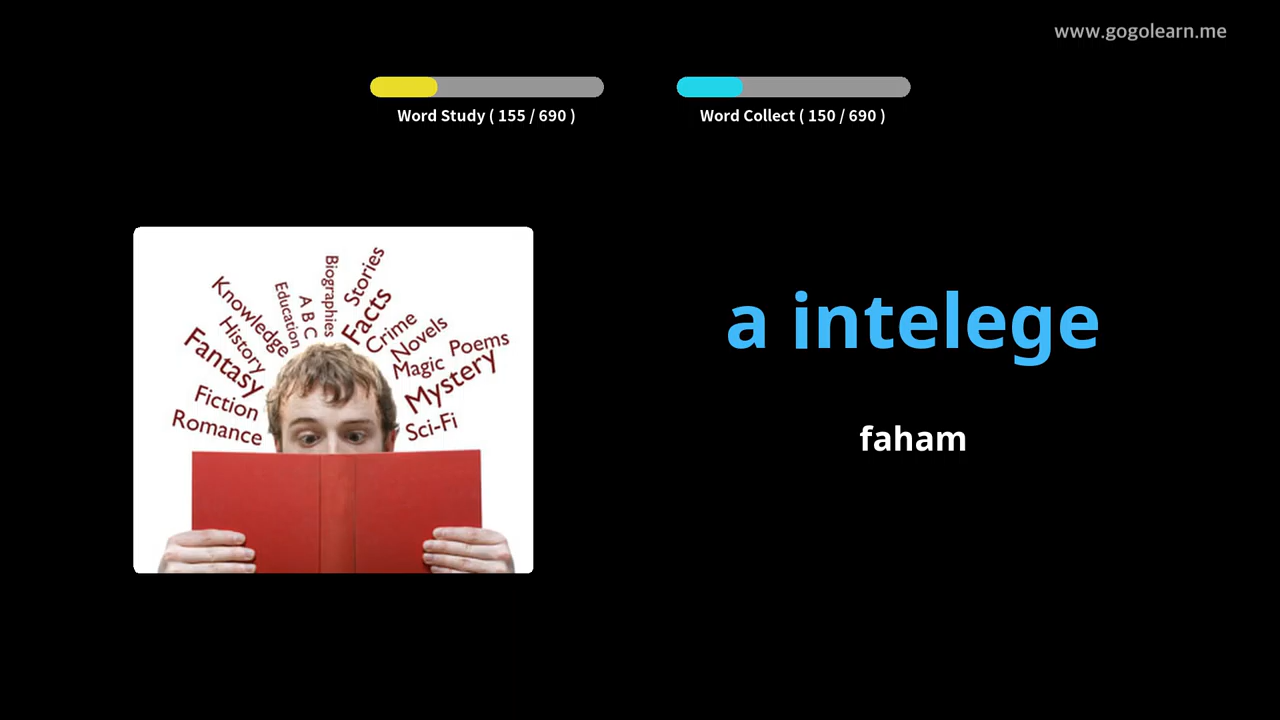 www.gogolearn.me
Word Study ( 155 / 690 )
Word Collect ( 150 / 690 )
Biographies
Stories
Knowledge
Education
A B C
Facts
Crime
History
Novels
Fantasy
Magic
Poems
Mystery
Fiction
Romance
Sci-Fi
a intelege
faham